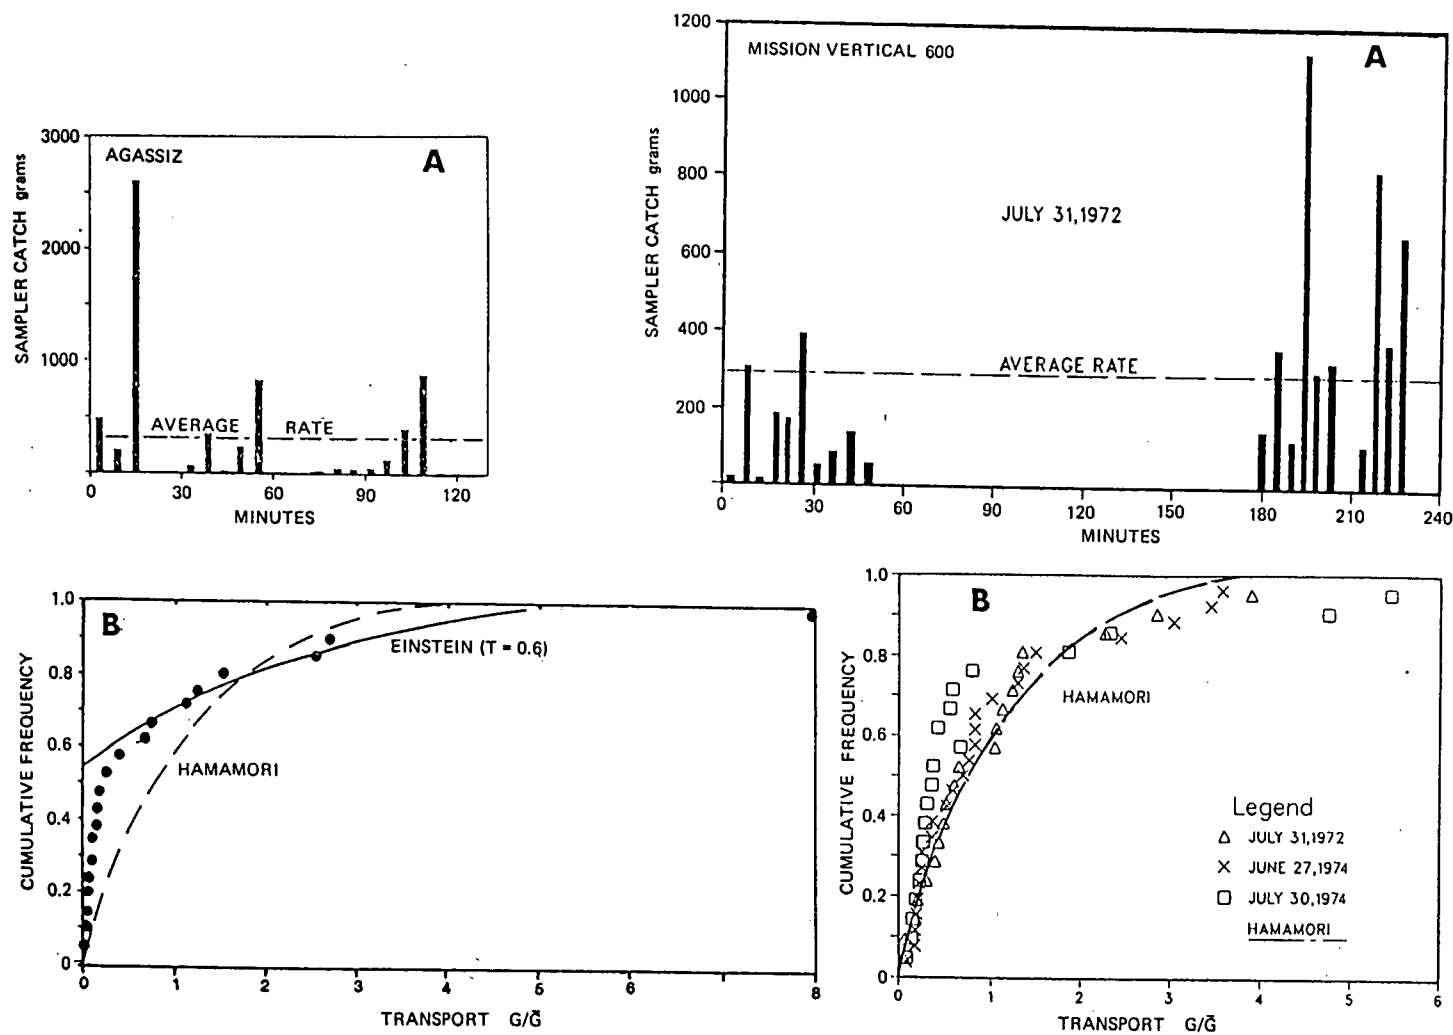 AGASSIZ
A
SAMPLER CATCH grams
3000
2000
1000
AVERAGE RATE
0 30 60 90 120
MINUTES
MISSION VERTICAL 600
A
SAMPLER CATCH grams
1200
1000
800
600
400
200
JULY 31,1972
AVERAGE RATE
0 30 60 90 120 150 180 210 240
MINUTES
B
CUMULATIVE FREQUENCY
1.0
0.8
0.6
0.4
0.2
0
EINSTEIN (T = 0.6)
HAMAMORI
0 1 2 3 4 5 6 8
TRANSPORT G/Ḡ
B
CUMULATIVE FREQUENCY
1.0
0.8
0.6
0.4
0.2
0
HAMAMORI
Legend
JULY 31,1972
JUNE 27,1974
JULY 30,1974
HAMAMORI
0 1 2 3 4 5 6
TRANSPORT G/Ḡ